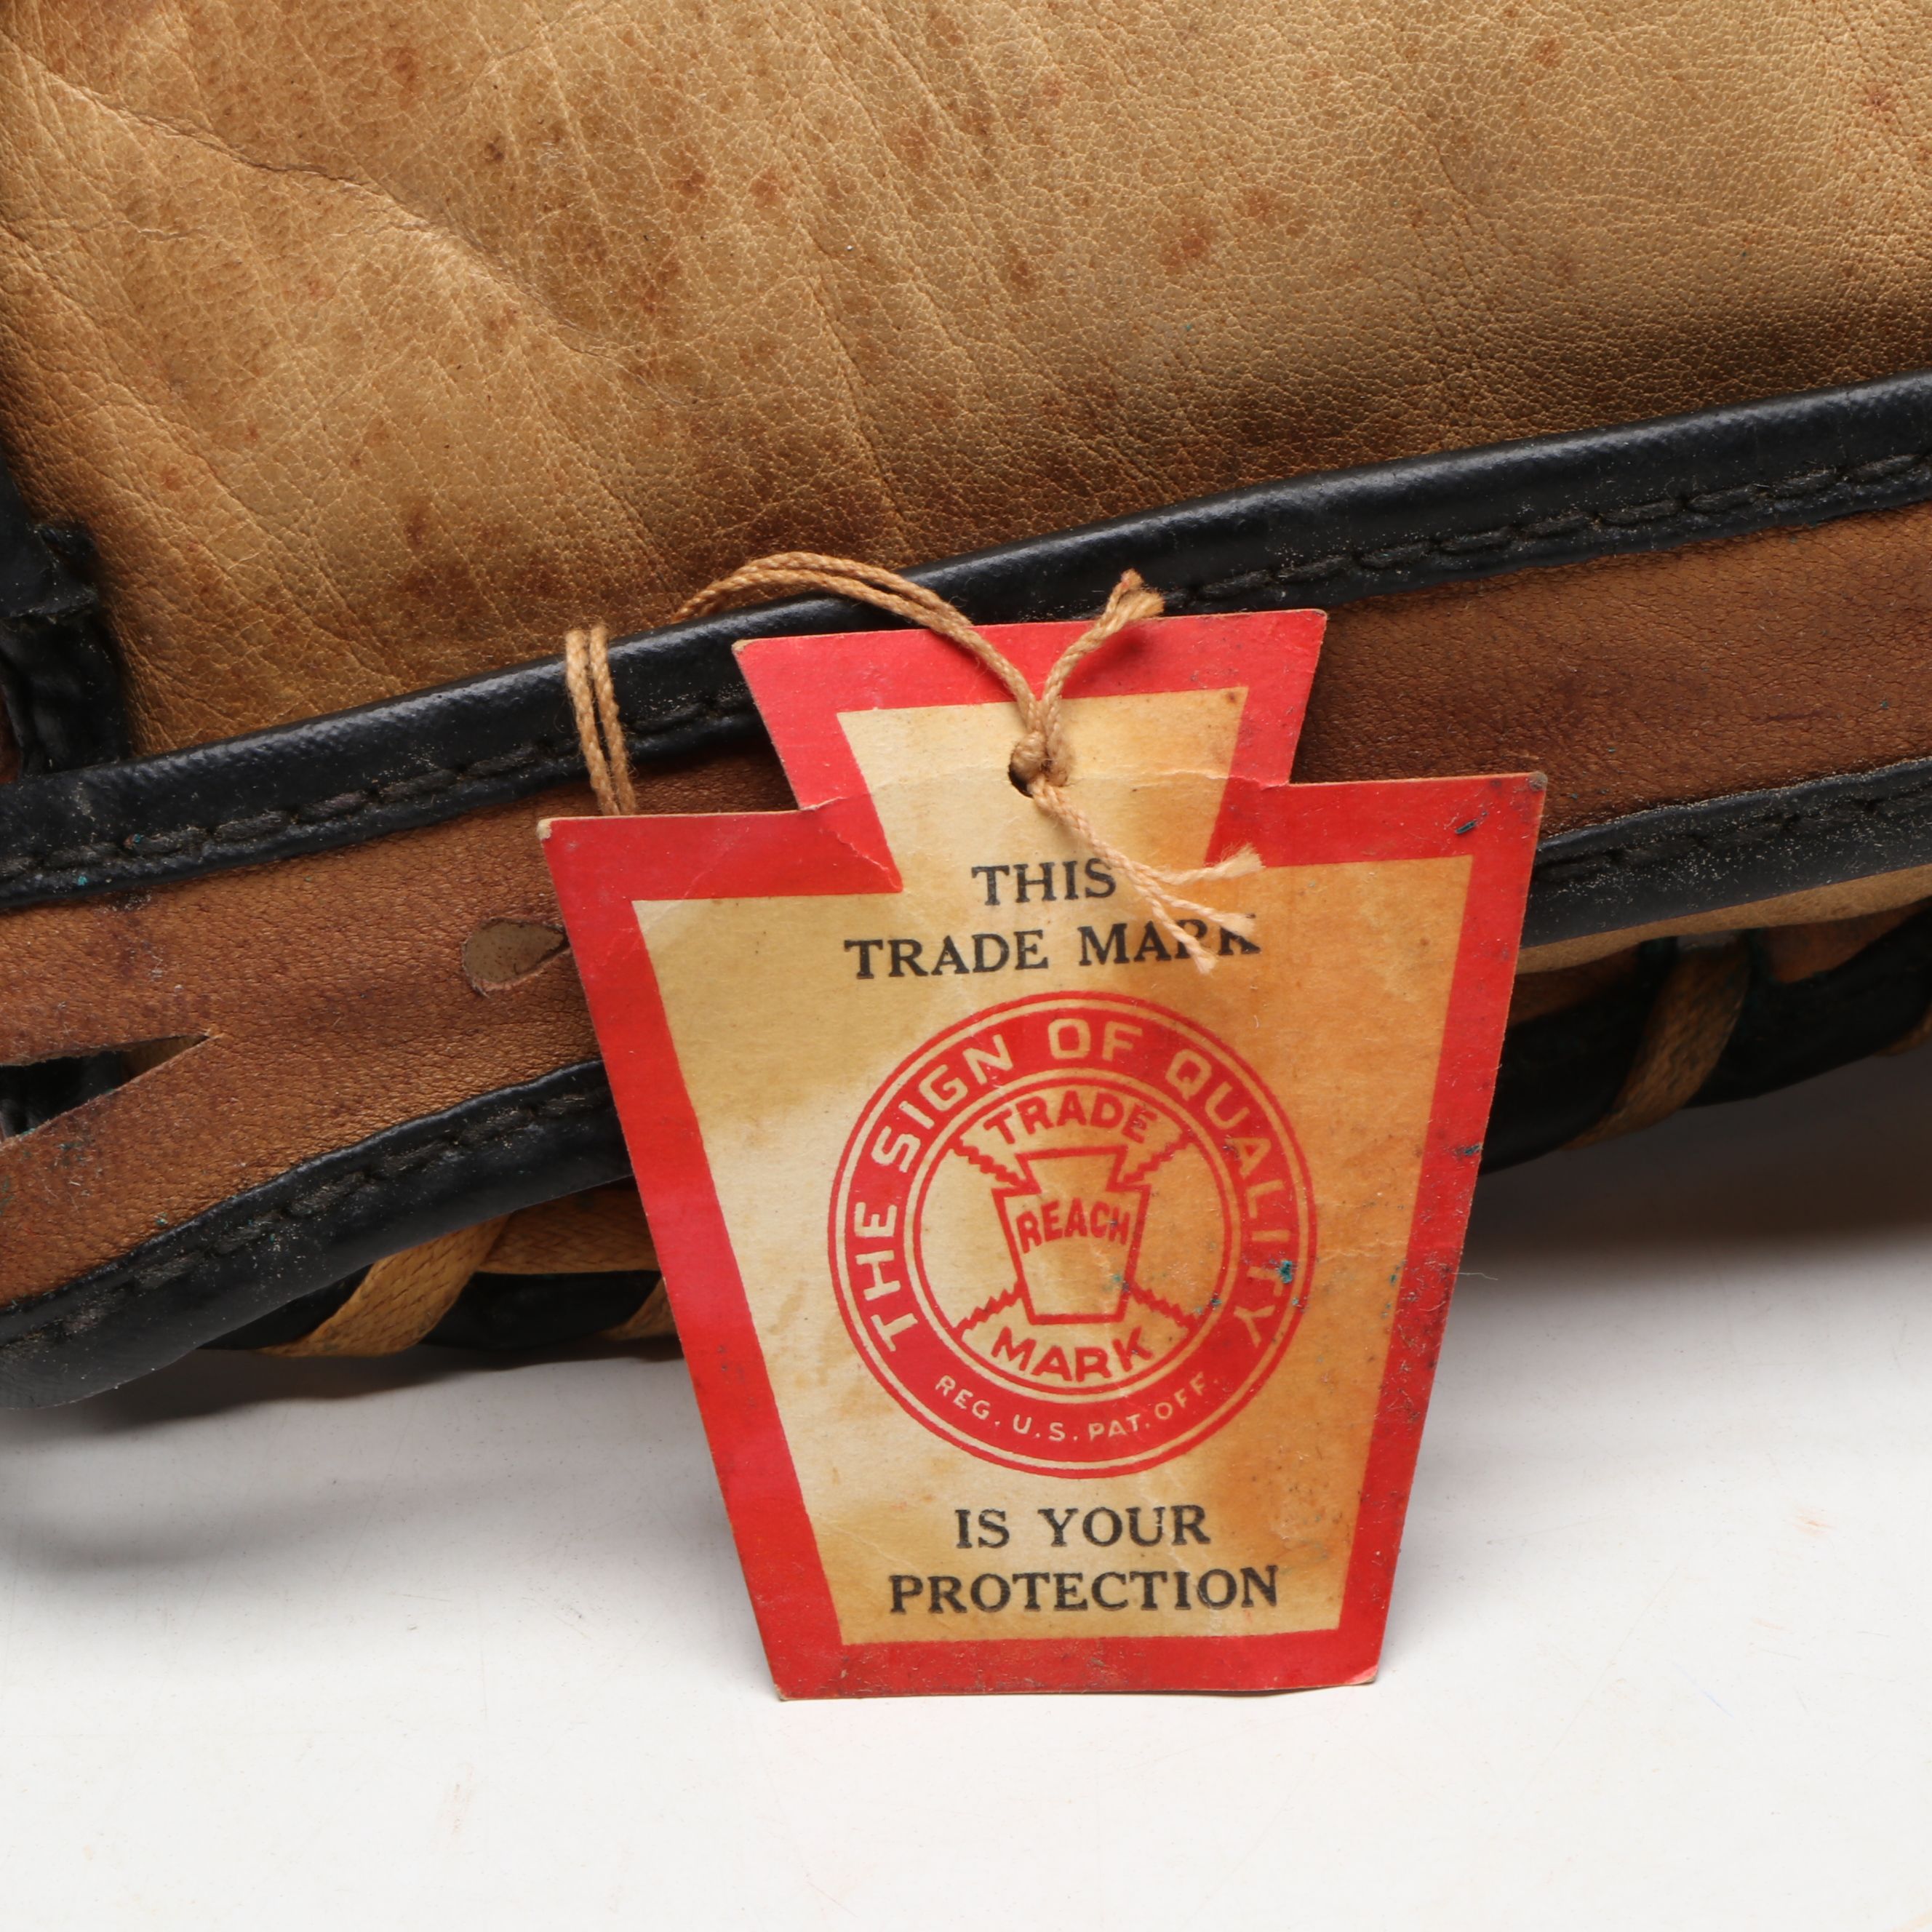 THIS
TRADE MARK
THE SIGN OF QUALITY
TRADE
REACH
MARK
REG. U.S. PAT. OFF.
IS YOUR
PROTECTION